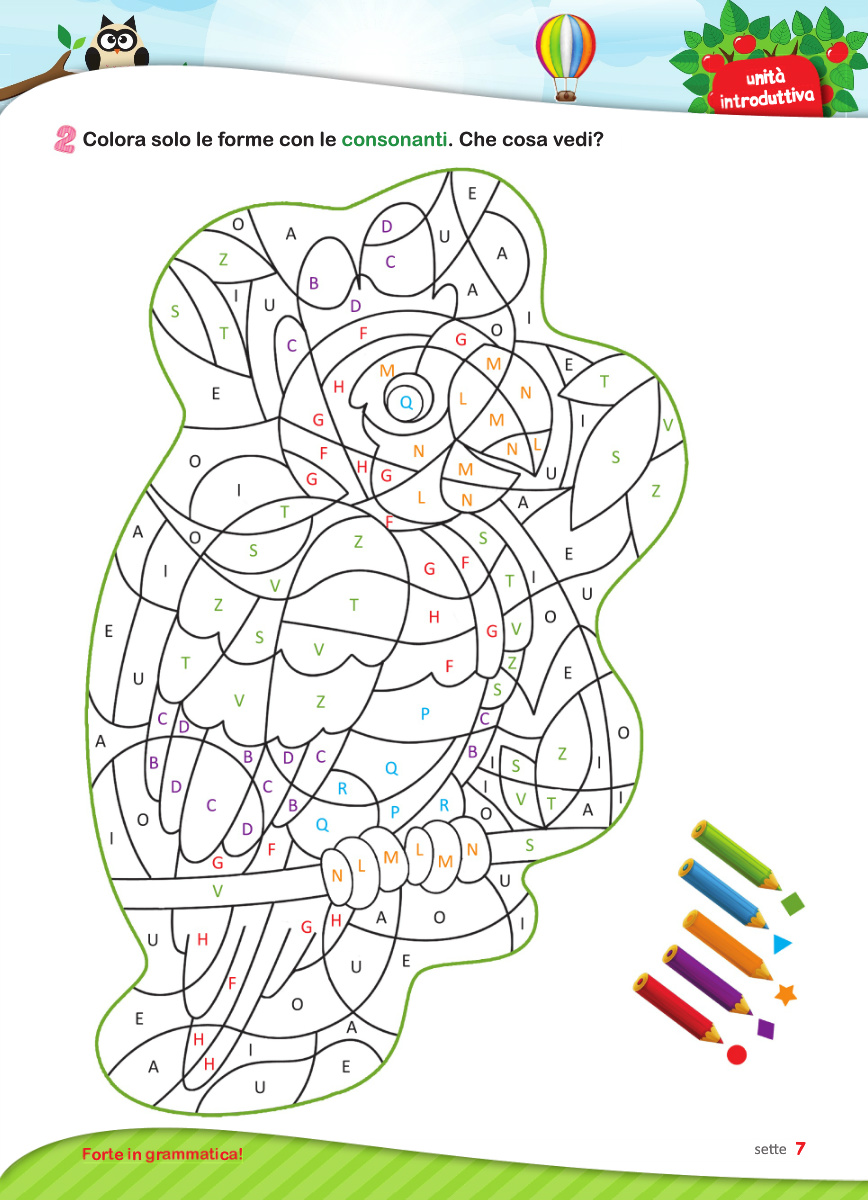 unità
introduttiva
2 Colora solo le forme con le consonanti. Che cosa vedi?
E
O A D U
Z C A
I B A
S U D I
T C F G O
M M E
H L N T
E Q I
G M V
F N N L S
O H G M U
I G L N A Z
T F
A O S Z S E
I V G F T I
Z T H U
E S V G V O
T F Z E
U V Z S
C D P C O
A B B D C Q B I S Z I
D C R I
C B P R O V T A I
O D Q
I G F L M L M N S
V N U
U H G H A O I
F U E
E O
H I A
A H E
U
Forte in grammatica!
sette 7